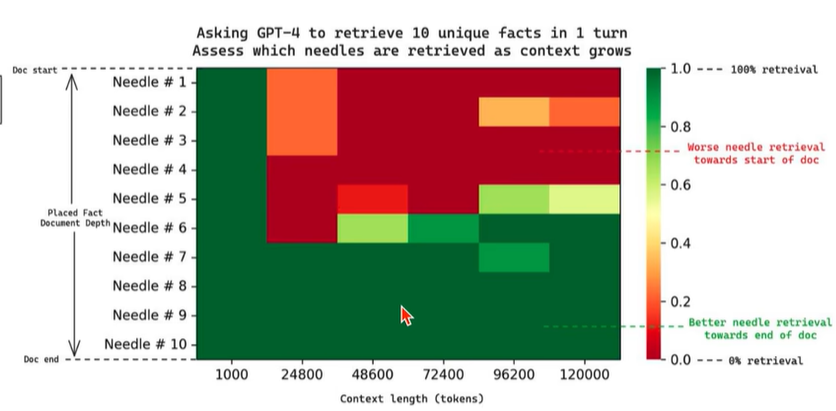 Asking GPT-4 to retrieve 10 unique facts in 1 turn
Assess which needles are retrieved as context grows
Doc start
Needle # 1
Needle # 2
Needle # 3
Needle # 4
Needle # 5
Needle # 6
Needle # 7
Needle # 8
Needle # 9
Needle # 10
Placed Fact
Document Depth
Doc end
1000 24800 48600 72400 96200 120000
Context length (tokens)
1.0 --- 100% retreival
0.8
0.6
0.4
0.2
0.0 --- 0% retrieval
Worse needle retrieval
towards start of doc
Better needle retrieval
towards end of doc